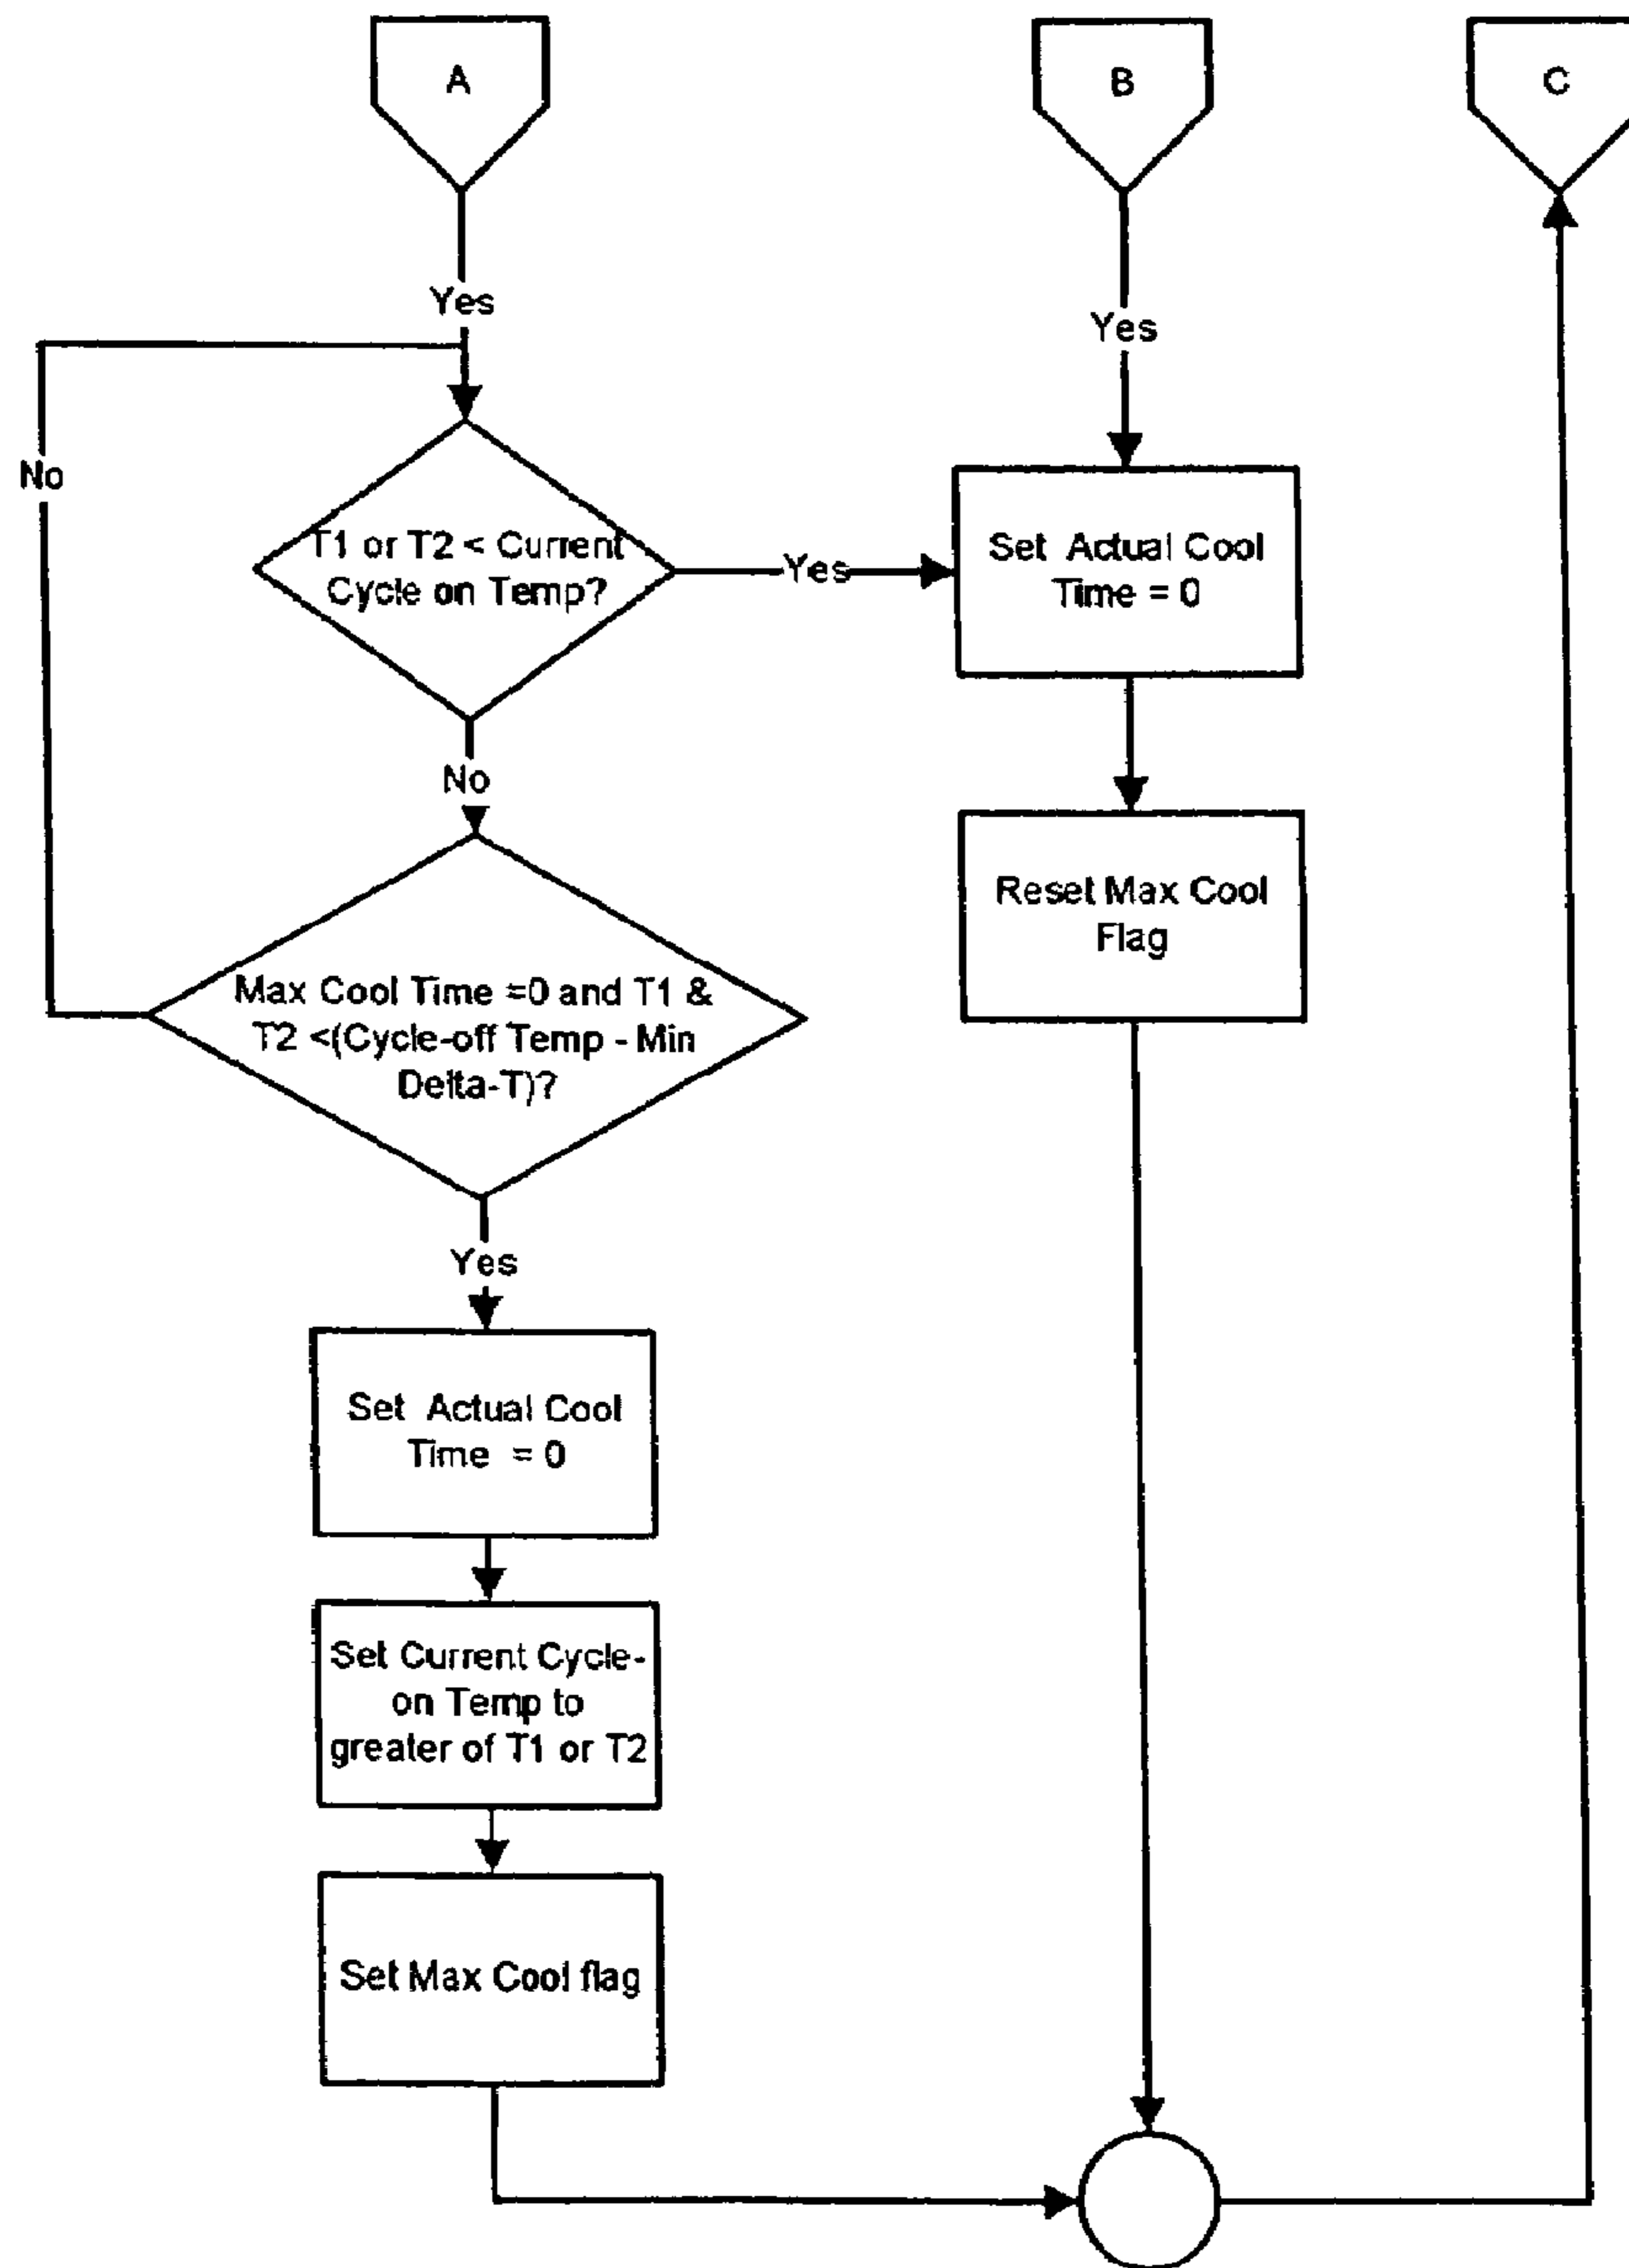 A
B
C
Yes
Yes
No
T1 or T2 < Current
Cycle on Temp?
Yes
Set Actual Cool
Time = 0
No
Reset Max Cool
Flag
Max Cool Time =0 and T1 &
T2 <(Cycle-off Temp - Min
Delta-T)?
Yes
Set Actual Cool
Time = 0
Set Current Cycle-
on Temp to
greater of T1 or T2
Set Max Cool flag